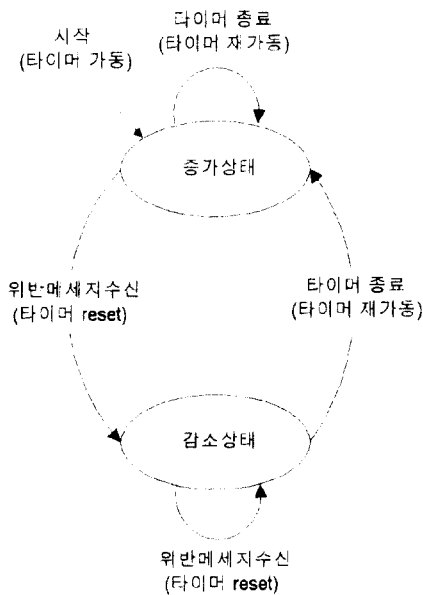 타이머 종료
(타이머 재가동)
시작
(타이머 가동)
증가상태
위반메세지수신
(타이머 reset)
타이머 종료
(타이머 재가동)
감소상태
위반메세지수신
(타이머 reset)